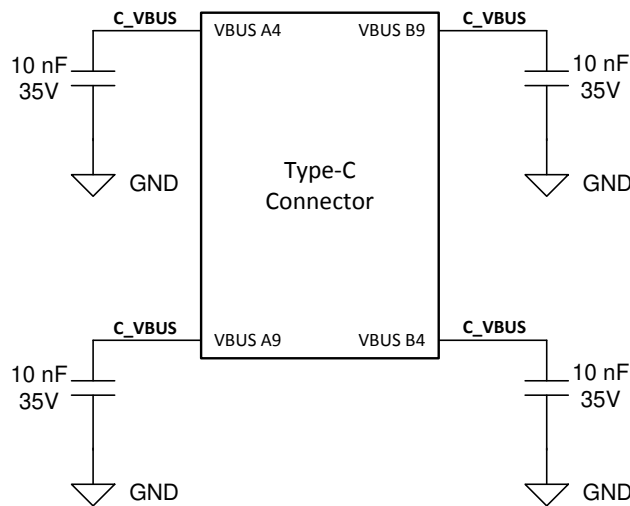 C_VBUS
VBUS A4
VBUS B9
C_VBUS
10 nF
35V
GND
Type-C
Connector
10 nF
35V
GND
C_VBUS
VBUS A9
VBUS B4
C_VBUS
10 nF
35V
GND
10 nF
35V
GND